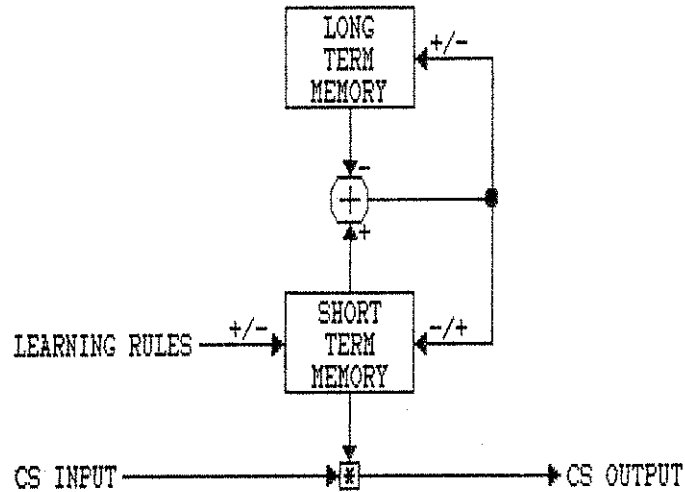 LONG
TERM
MEMORY
+/-
-
+
+
SHORT
TERM
MEMORY
LEARNING RULES +/-
-/+
CS INPUT * CS OUTPUT